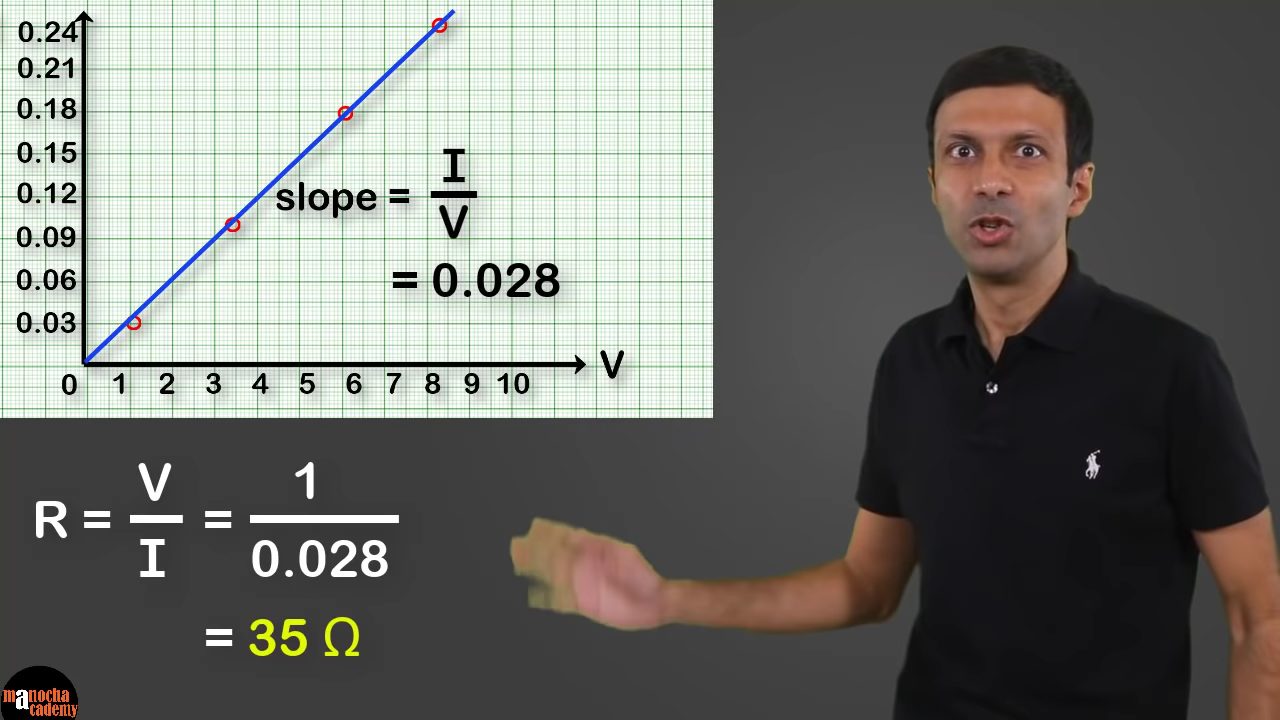 0.24
0.21
0.18
0.15
0.12
0.09
0.06
0.03
slope = I/V
= 0.028
0 1 2 3 4 5 6 7 8 9 10 V
R = V/I = 1/0.028
= 35 Ω
manocha
cademy